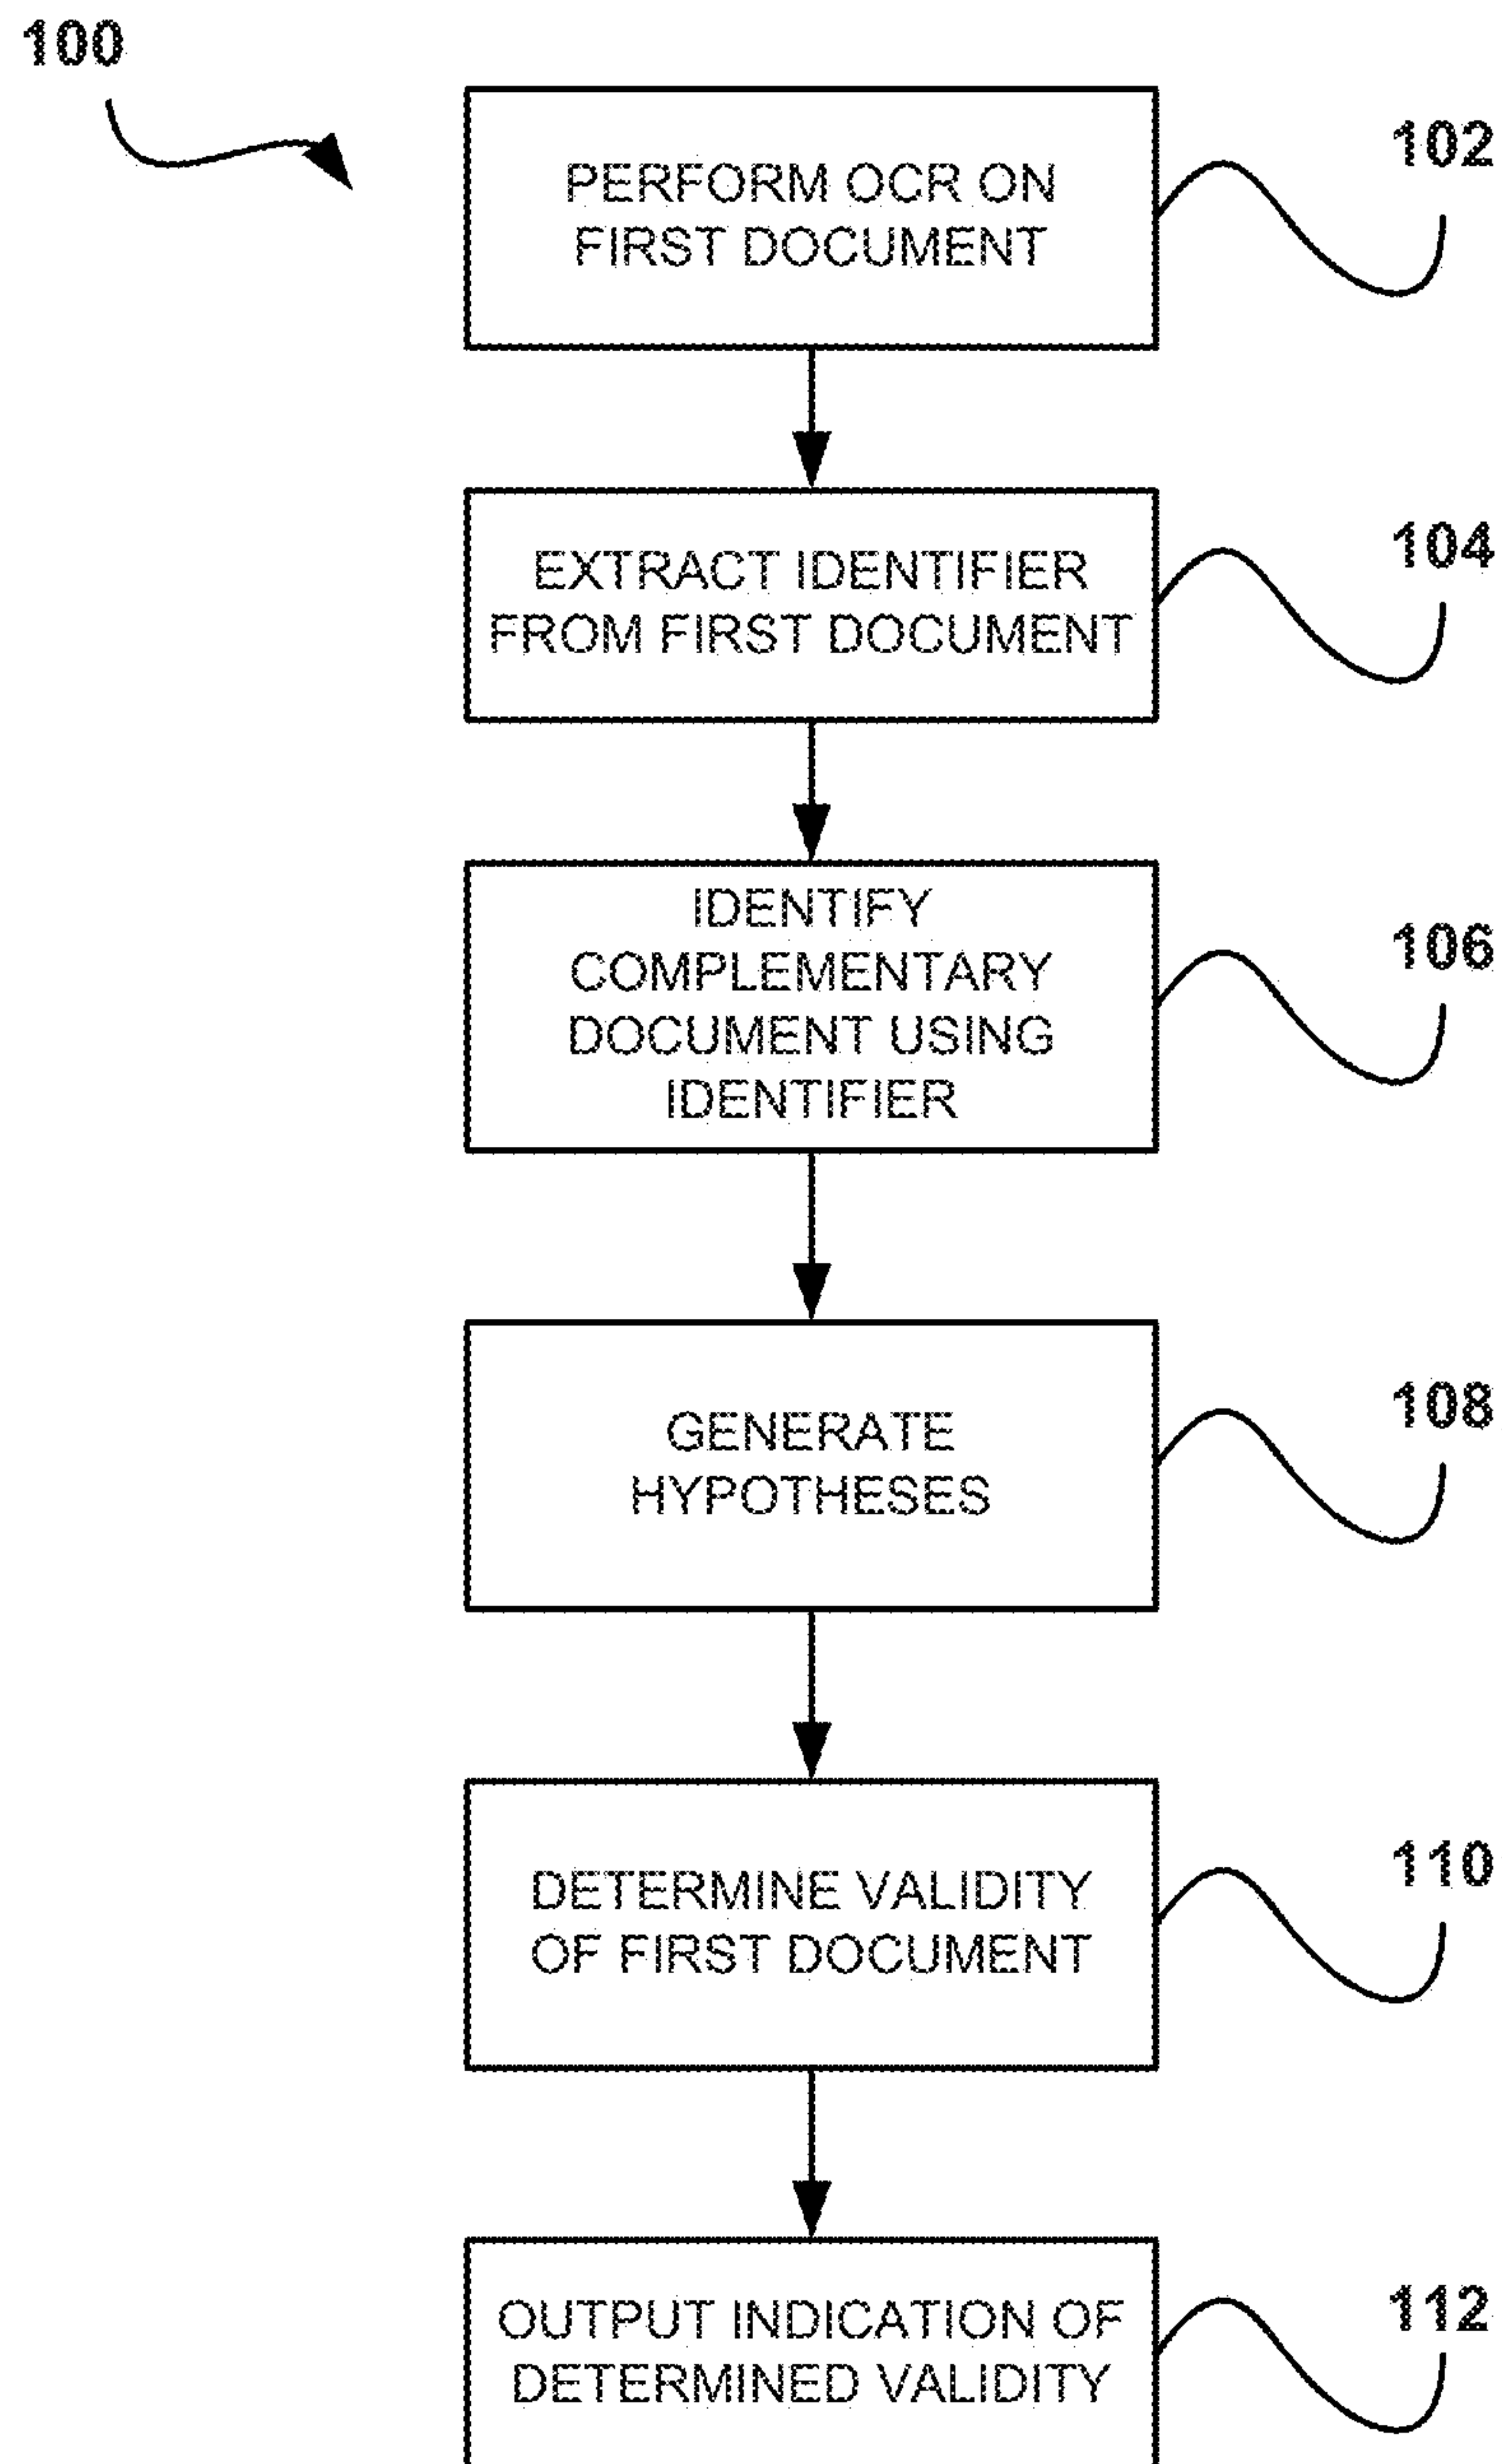 100
PERFORM OCR ON
FIRST DOCUMENT
102
EXTRACT IDENTIFIER
FROM FIRST DOCUMENT
104
IDENTIFY
COMPLEMENTARY
DOCUMENT USING
IDENTIFIER
106
GENERATE
HYPOTHESES
108
DETERMINE VALIDITY
OF FIRST DOCUMENT
110
OUTPUT INDICATION OF
DETERMINED VALIDITY
112